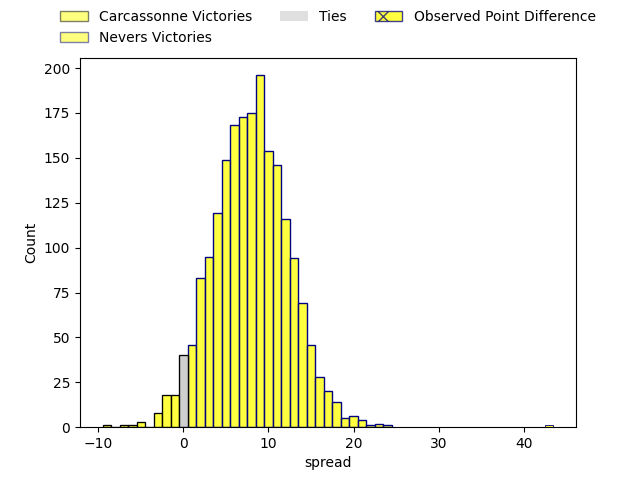 Carcassonne Victories
Nevers Victories
Ties
Observed Point Difference
200
175
150
125
100
75
50
25
0
Count
−10 0 10 20 30 40
spread